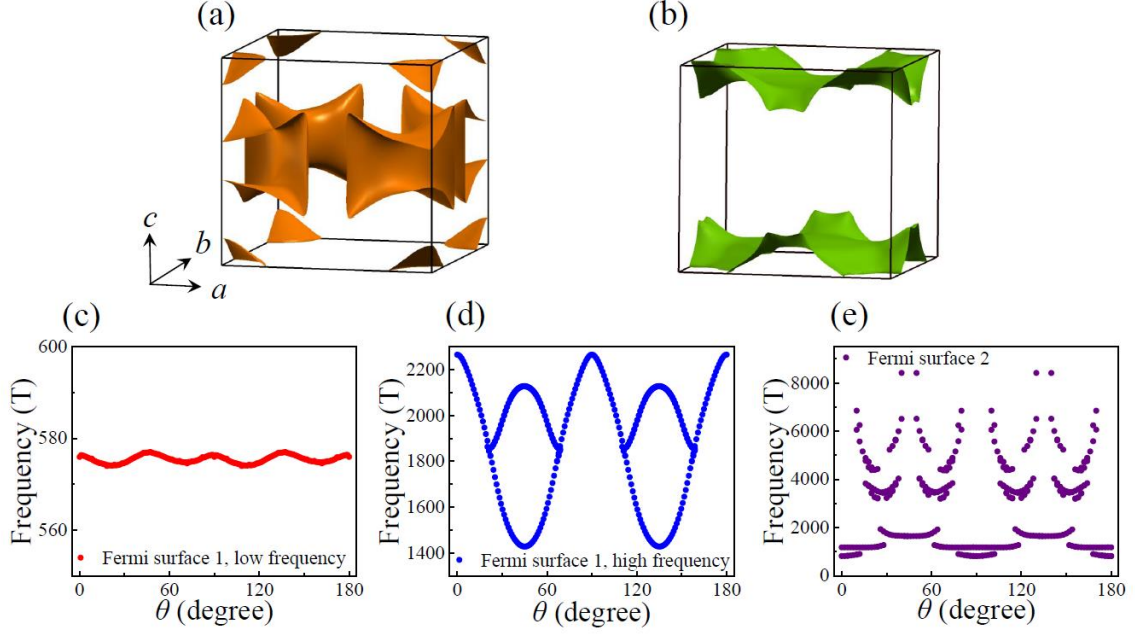 (a)
(b)
c
b
a
(c)
(d)
(e)
600
580
560
Frequency (T)
Fermi surface 1, low frequency
0
60
120
180
θ (degree)
2200
2000
1800
1600
1400
Frequency (T)
Fermi surface 1, high frequency
0
60
120
180
θ (degree)
8000
6000
4000
2000
0
Frequency (T)
Fermi surface 2
0
60
120
180
θ (degree)